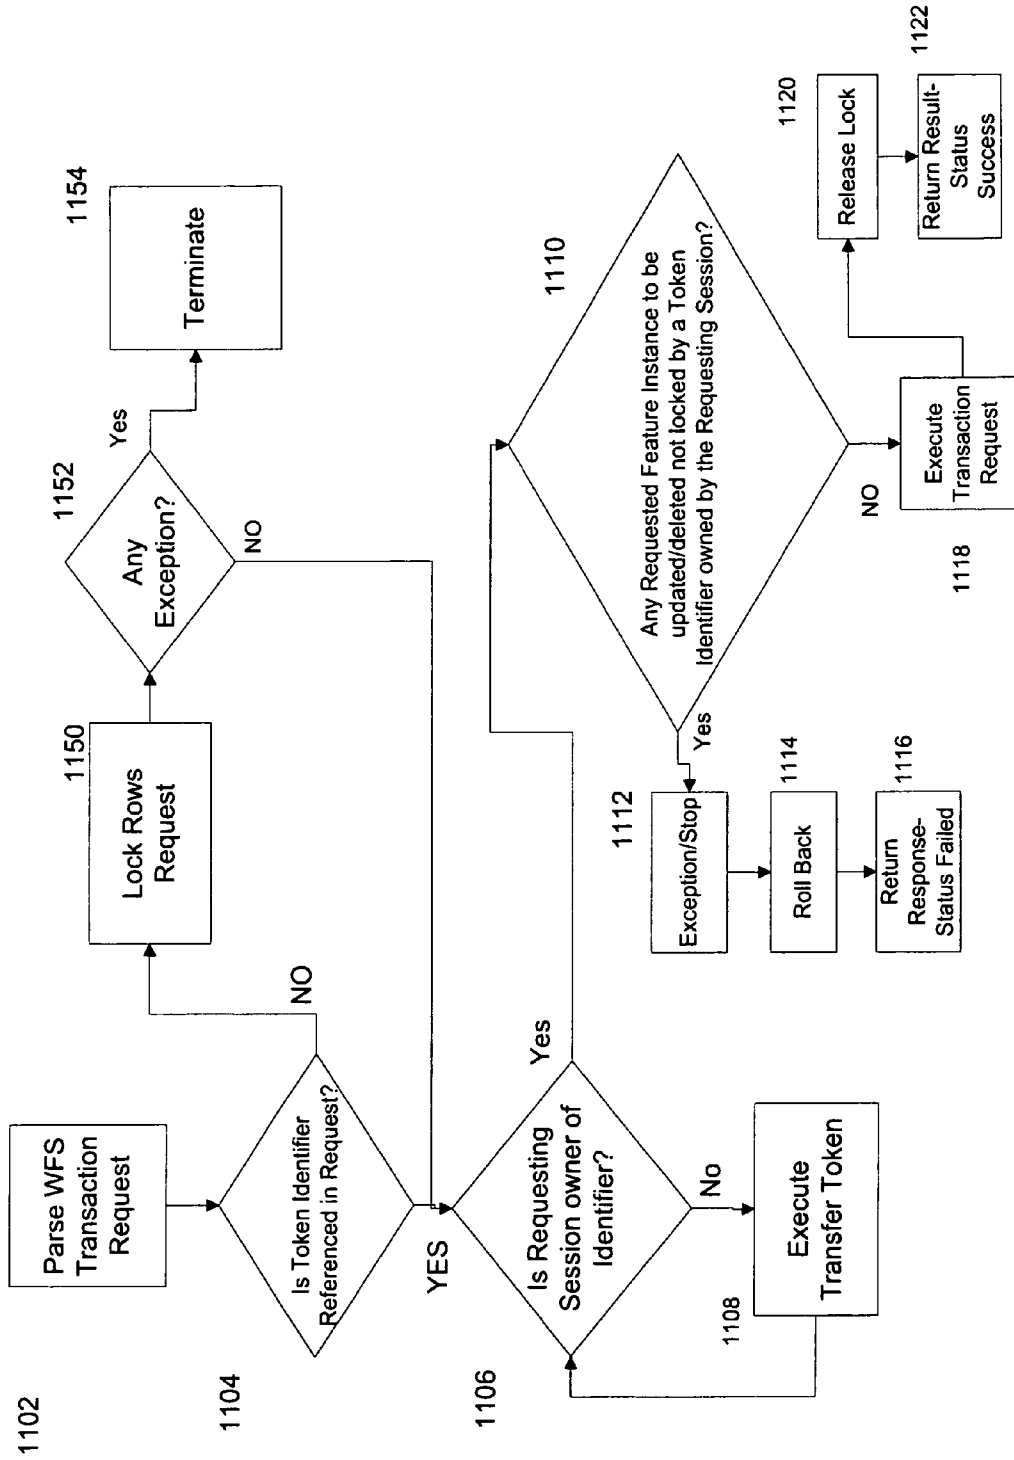 1102
Parse WFS
Transaction
Request
1104
Is Token Identifier
Referenced in Request?
NO
YES
1150
Lock Rows
Request
1152
Any
Exception?
Yes
NO
1154
Terminate
1106
Is Requesting
Session owner of
Identifier?
Yes
No
1108
Execute
Transfer Token
1110
Any Requested Feature Instance to be
updated/deleted not locked by a Token
Identifier owned by the Requesting Session?
Yes
NO
1112
Exception/Stop
1114
Roll Back
1116
Return
Response-
Status Failed
1118
Execute
Transaction
Request
1120
Release Lock
1122
Return Result-
Status
Success